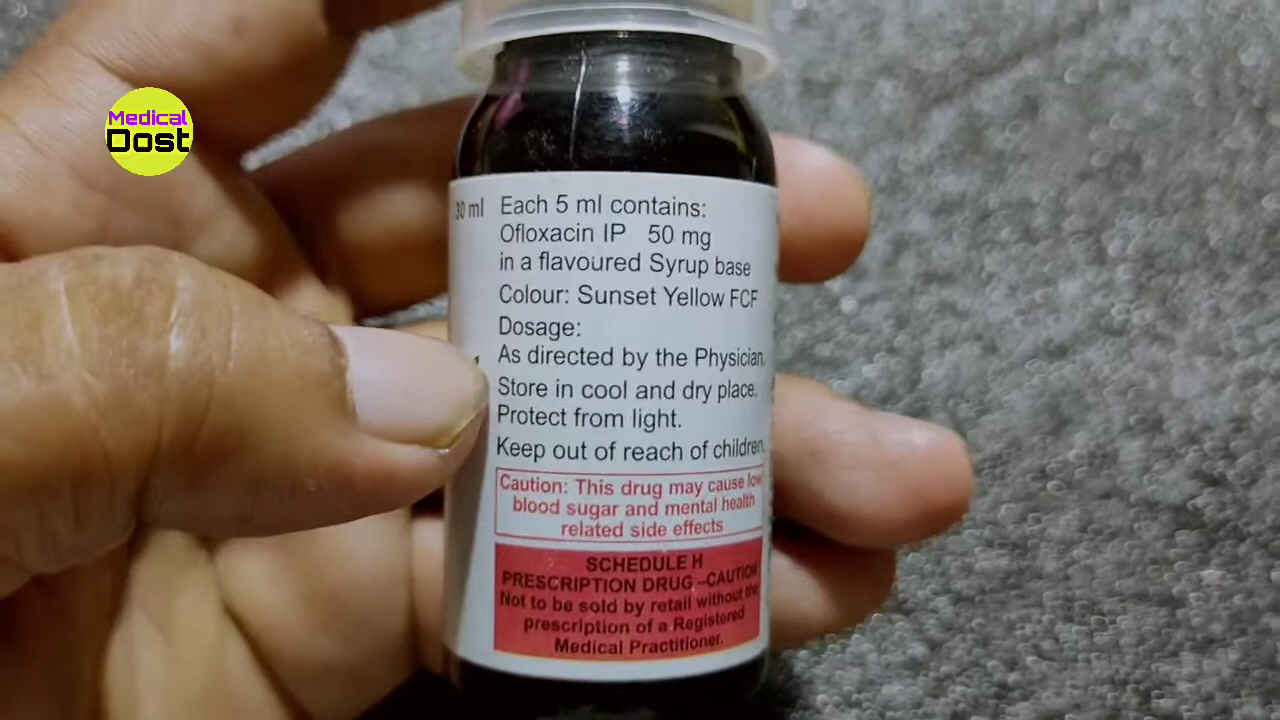 Medical
Dost
30 ml
Each 5 ml contains:
Ofloxacin IP 50 mg
in a flavoured Syrup base
Colour: Sunset Yellow FCF
Dosage:
As directed by the Physician.
Store in cool and dry place.
Protect from light.
Keep out of reach of children.
Caution: This drug may cause low
blood sugar and mental health
related side effects
SCHEDULE H
PRESCRIPTION DRUG –CAUTION
Not to be sold by retail without the
prescription of a Registered
Medical Practitioner.